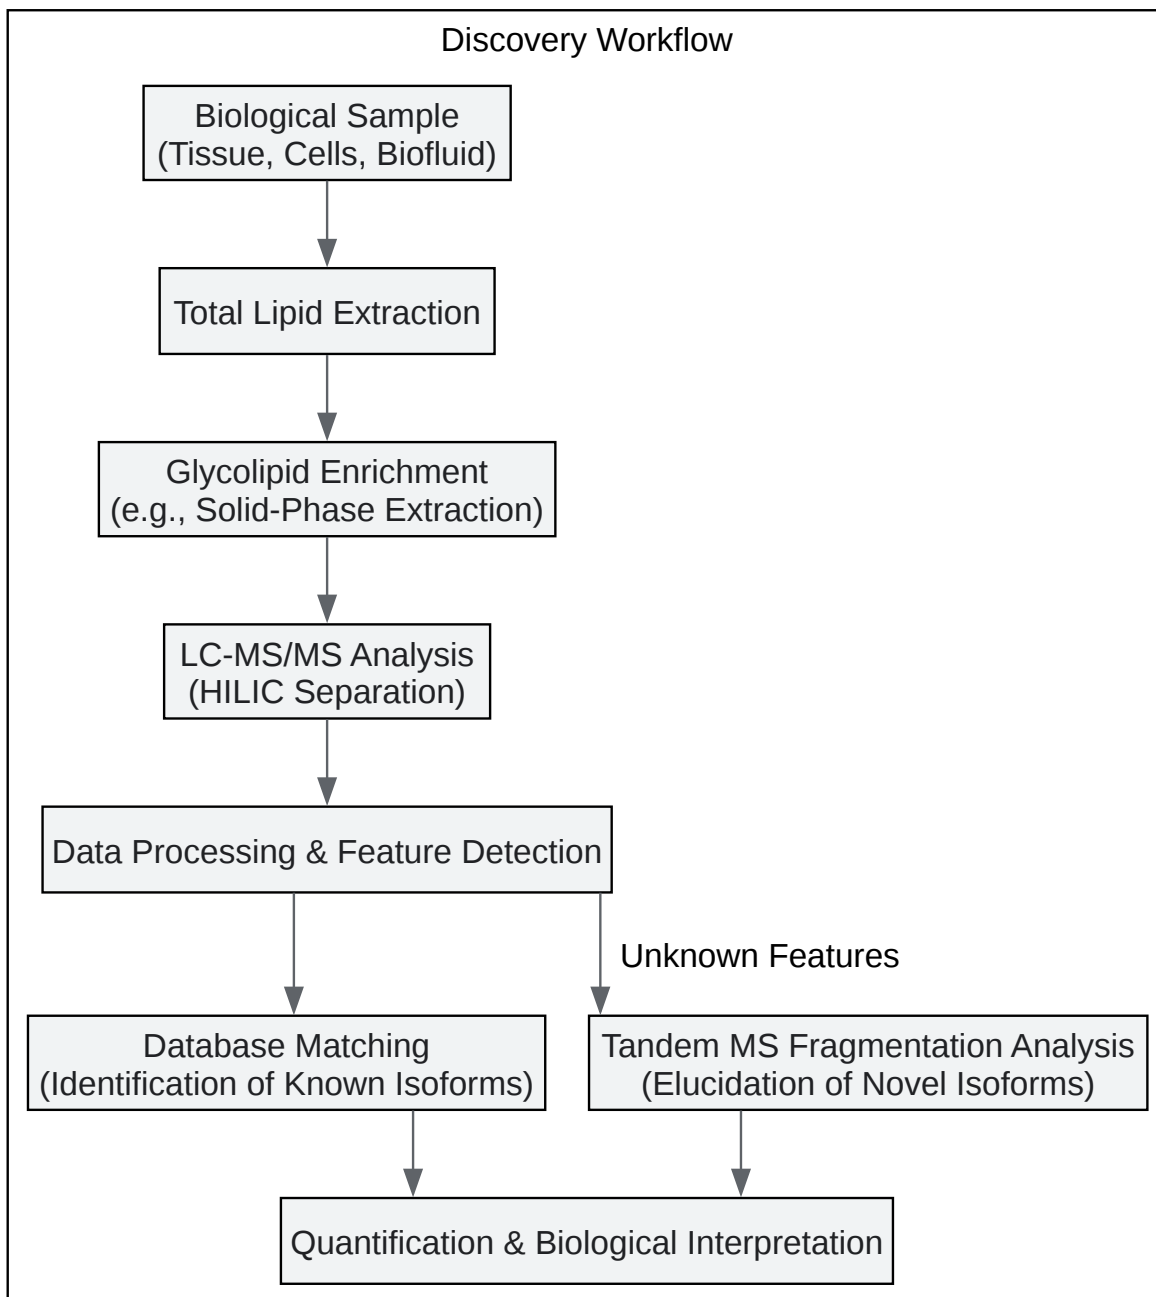 Discovery Workflow
Biological Sample
(Tissue, Cells, Biofluid)
Total Lipid Extraction
Glycolipid Enrichment
(e.g., Solid-Phase Extraction)
LC-MS/MS Analysis
(HILIC Separation)
Data Processing & Feature Detection
Unknown Features
Database Matching
(Identification of Known Isoforms)
Tandem MS Fragmentation Analysis
(Elucidation of Novel Isoforms)
Quantification & Biological Interpretation